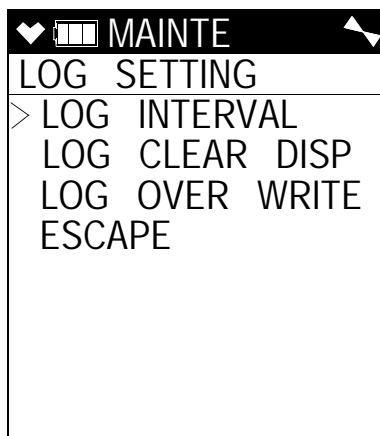 MAINTE
LOG SETTING
> LOG INTERVAL
LOG CLEAR DISP
LOG OVER WRITE
ESCAPE